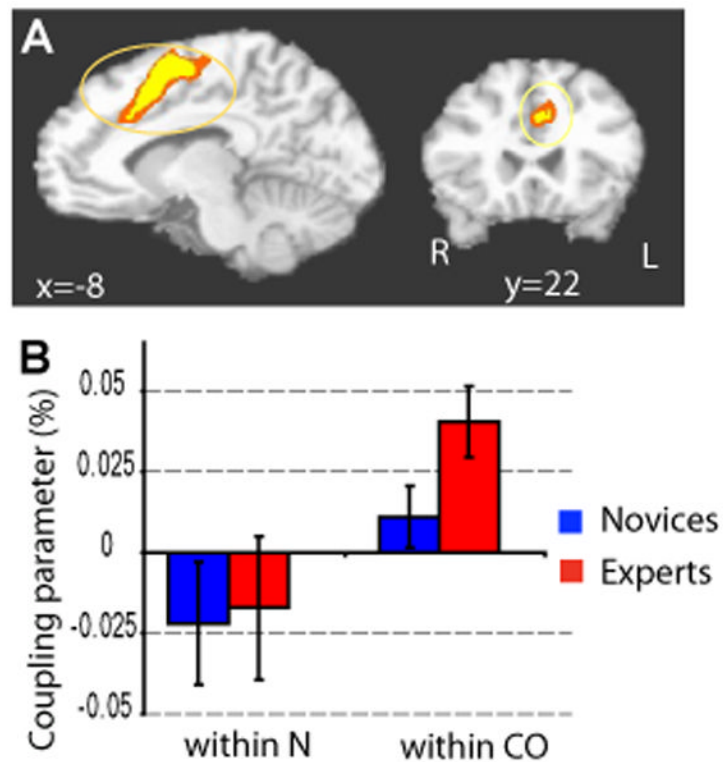 A
R
L
x=-8
y=22
B
Coupling parameter (%)
0.05
0.025
0
-0.025
-0.05
within N
within CO
Novices
Experts